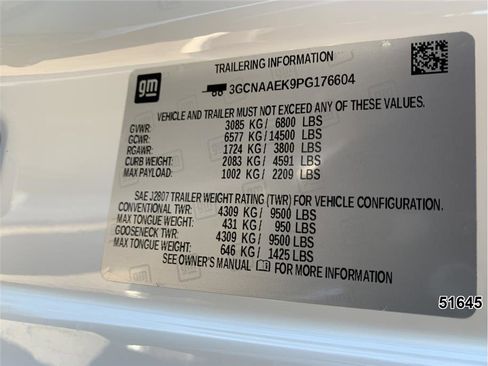 TRAILERING INFORMATION
gm
3GCNAAEK9PG176604
VEHICLE AND TRAILER MUST NOT EXCEED ANY OF THESE VALUES.
GVWR: 3085 KG / 6800 LBS
GCWR: 6577 KG / 14500 LBS
RGAWR: 1724 KG / 3800 LBS
CURB WEIGHT: 2083 KG / 4591 LBS
MAX PAYLOAD: 1002 KG / 2209 LBS
SAE J2807 TRAILER WEIGHT RATING (TWR) FOR VEHICLE CONFIGURATION.
CONVENTIONAL TWR: 4309 KG / 9500 LBS
MAX TONGUE WEIGHT: 431 KG / 950 LBS
GOOSENECK TWR: 4309 KG / 9500 LBS
MAX TONGUE WEIGHT: 646 KG / 1425 LBS
SEE OWNER'S MANUAL FOR MORE INFORMATION
51645